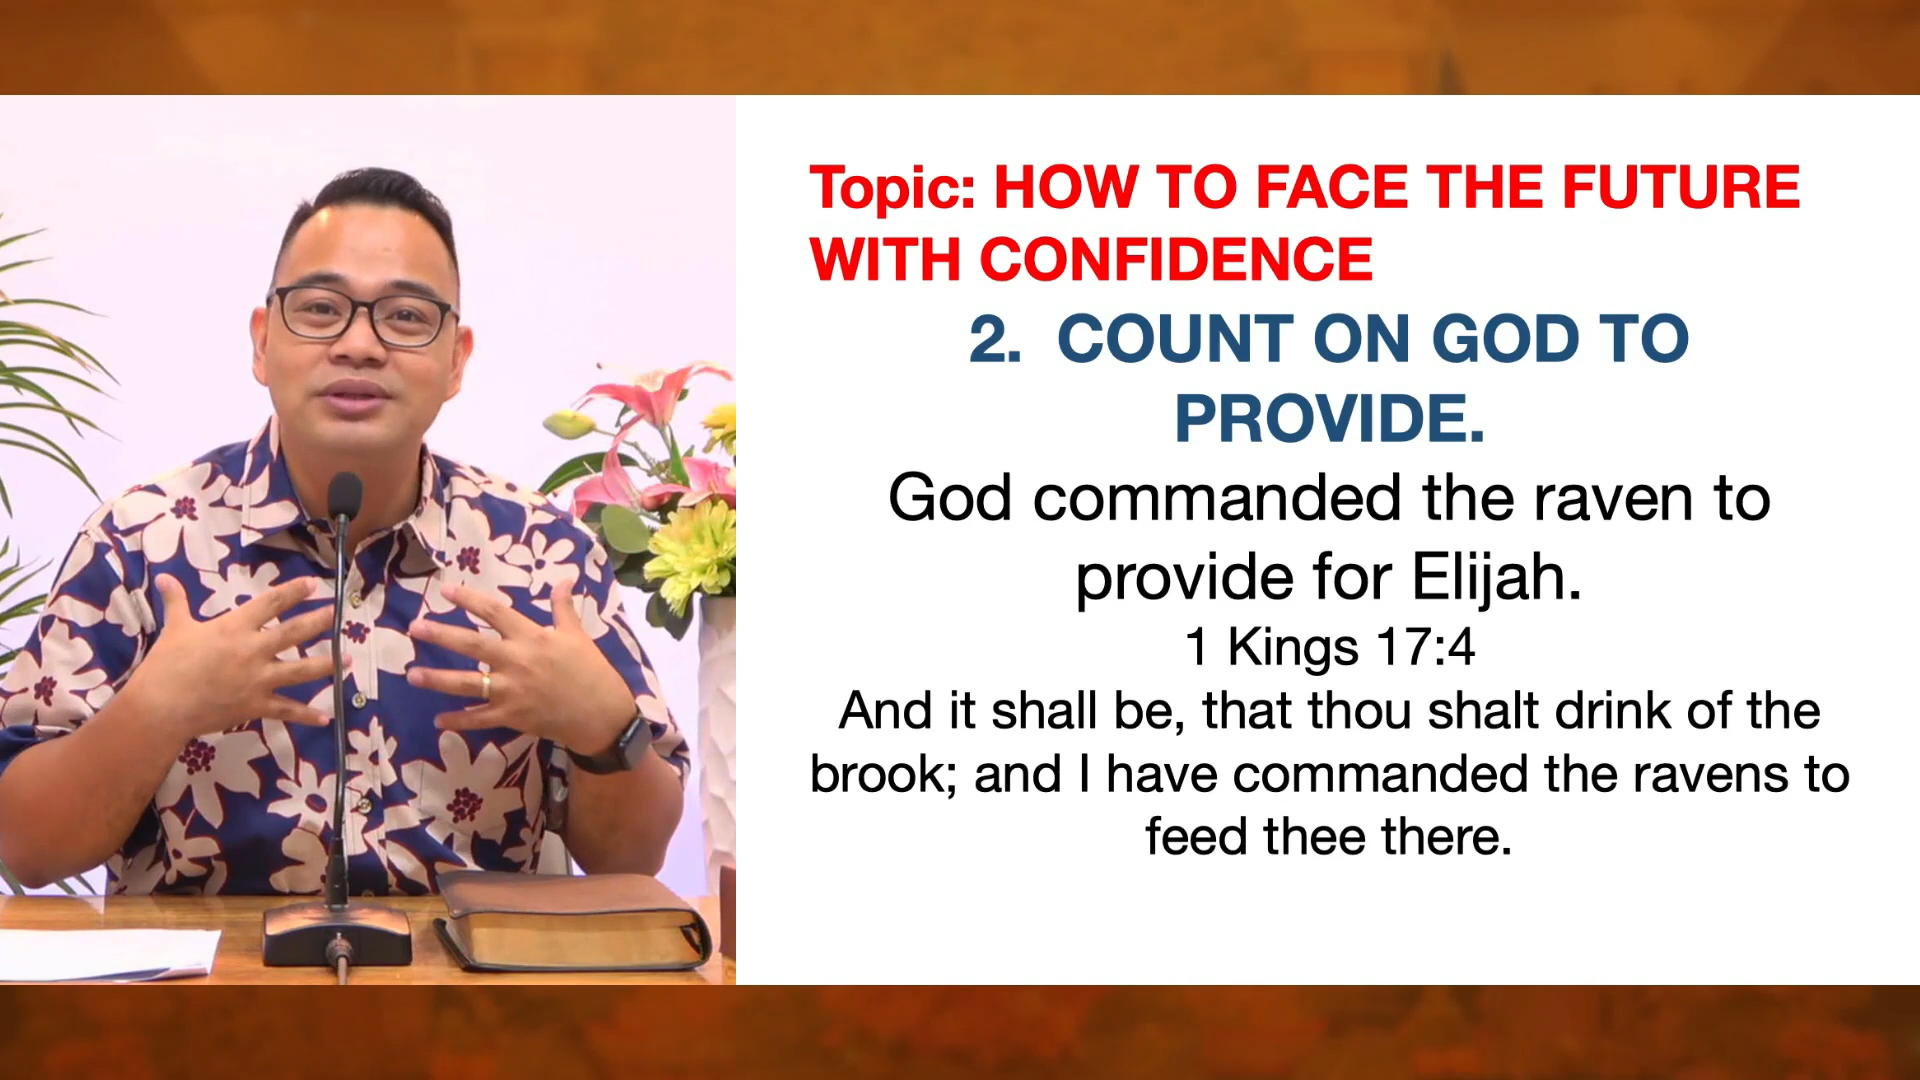 Topic: HOW TO FACE THE FUTURE
WITH CONFIDENCE
2. COUNT ON GOD TO
PROVIDE.
God commanded the raven to
provide for Elijah.
1 Kings 17:4
And it shall be, that thou shalt drink of the
brook; and I have commanded the ravens to
feed thee there.